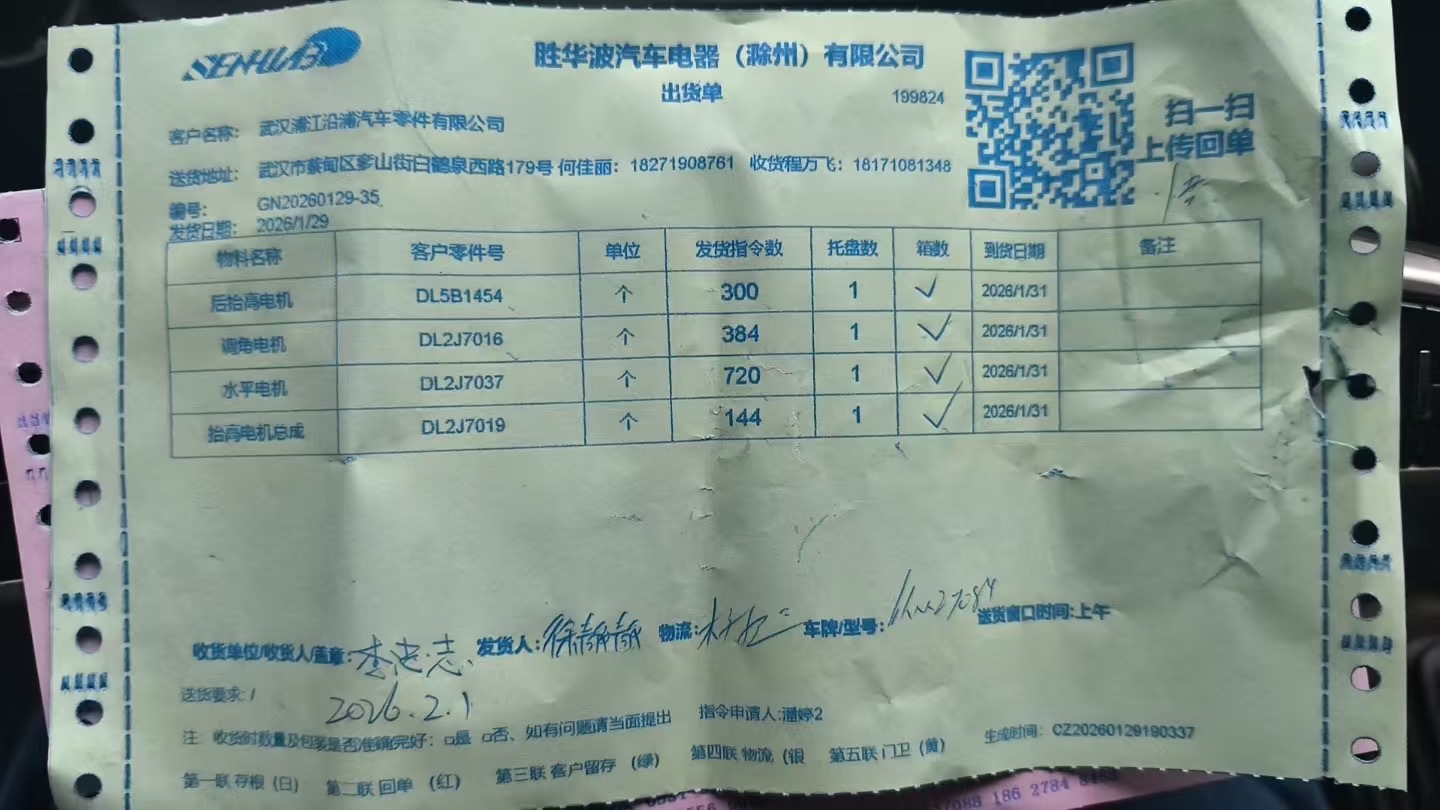 SENHUAB
胜华波汽车电器（滁州）有限公司
出货单
199824
扫一扫
上传回单
客户名称： 武汉浦江沿浦汽车零件有限公司
送货地址： 武汉市蔡甸区奓山街白鹤泉西路179号 何佳丽：18271908761 收货程万飞：18171081348
编号： GN20260129-35
发货日期： 2026/1/29
物料名称 客户零件号 单位 发货指令数 托盘数 箱数 到货日期 备注
后抬高电机 DL5B1454 个 300 1 ✓ 2026/1/31
调角电机 DL2J7016 个 384 1 ✓ 2026/1/31
水平电机 DL2J7037 个 720 1 ✓ 2026/1/31
抬高电机总成 DL2J7019 个 144 1 ✓ 2026/1/31
收货单位/收货人/盖章： 发货人：徐静静 物流： 车牌/型号： 送货窗口时间：上午
送货要求：/
2026.2.1
指令申请人：潘婷2
注：收货时数量及包装是否准确完好：□是 □否、如有问题请当面提出
生成时间： CZ20260129190337
第一联 存根（白） 第二联 回单 （红） 第三联 客户留存 （绿） 第四联 物流（银 第五联 门卫（黄）